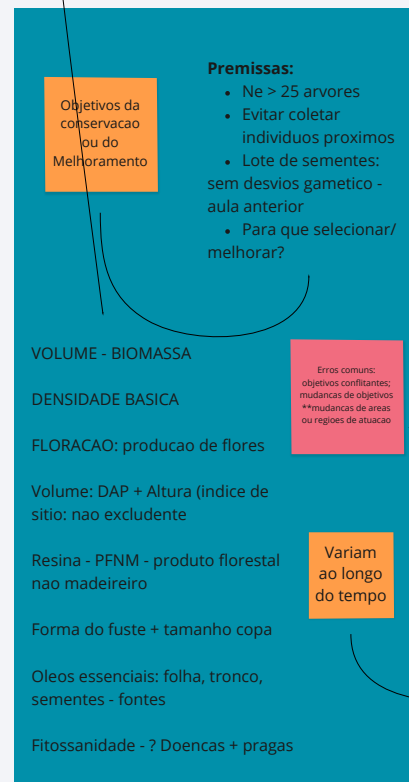 Premissas:
• Ne > 25 arvores
• Evitar coletar
individuos proximos
• Lote de sementes:
sem desvios gametico -
aula anterior
• Para que selecionar/
melhorar?
Objetivos da
conservacao
ou do
Melhoramento
VOLUME - BIOMASSA
DENSIDADE BASICA
FLORACAO: producao de flores
Volume: DAP + Altura (indice de
sitio: nao excludente
Resina - PFNM - produto florestal
nao madeireiro
Forma do fuste + tamanho copa
Oleos essenciais: folha, tronco,
sementes - fontes
Fitossanidade - ? Doencas + pragas
Erros comuns:
objetivos conflitantes;
mudancas de objetivos
**mudancas de areas
ou regioes de atuacao
Variam
ao longo
do tempo